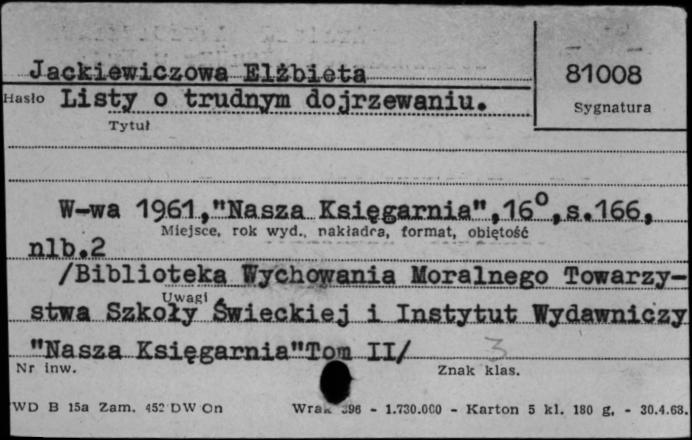 Jackiewiczowa Elżbieta
81008
Hasło Listy o trudnym dojrzewaniu.
Sygnatura
Tytuł
W-wa 1961,"Nasza Księgarnia",16°,s.166,
Miejsce, rok wyd., nakładca, format, objętość
nlb.2
/Biblioteka Wychowania Moralnego Towarzy-
Uwagi
stwa Szkoły Świeckiej i Instytut Wydawniczy
"Nasza Księgarnia"Tom II/
3
Nr inw.
Znak klas.
WD B 15a Zam. 452 DW On
396 - 1.730.000 - Karton 5 kl. 180 g. - 30.4.68.